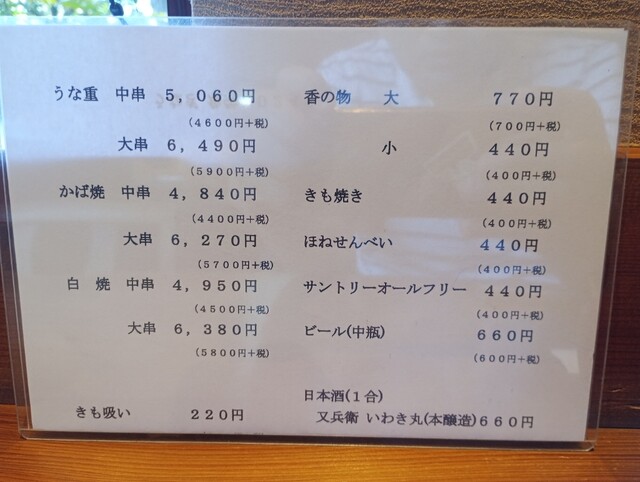 うな重　中串　５，０６０円
（４６００円＋税）
大串　６，４９０円
（５９００円＋税）
かば焼　中串　４，８４０円
（４４００円＋税）
大串　６，２７０円
（５７００円＋税）
白　焼　中串　４，９５０円
（４５００円＋税）
大串　６，３８０円
（５８００円＋税）
きも吸い　２２０円
香の物　大　７７０円
（７００円＋税）
小　４４０円
（４００円＋税）
きも焼き　４４０円
（４００円＋税）
ほねせんべい　４４０円
（４００円＋税）
サントリーオールフリー　４４０円
（４００円＋税）
ビール(中瓶)　６６０円
（６００円＋税）
日本酒(１合)
又兵衛 いわき丸(本醸造)６６０円